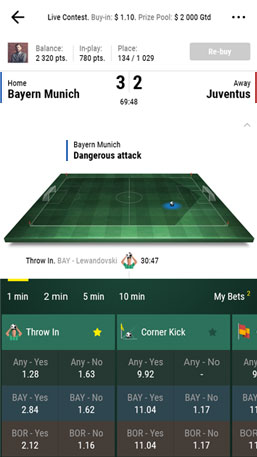 Live Contest. Buy-in: $ 1.10. Prize Pool: $ 2 000 Gtd
Balance: In-play: Place:
2 320 pts. 780 pts. 134 / 1 029
Re-buy
Home 3 2 Away
Bayern Munich Juventus
69:48
Bayern Munich
Dangerous attack
Throw In. BAY - Lewandovski 30:47
1 min 2 min 5 min 10 min My Bets 2
Throw In Corner Kick
Any - Yes Any - No Any - Yes Any - No
1.28 1.63 9.92 -
BAY - Yes BAY - No BAY - Yes BAY - No
2.84 1.62 11.04 1.17
BOR - Yes BOR - No BOR - Yes BOR - No
2.12 1.16 11.04 1.17